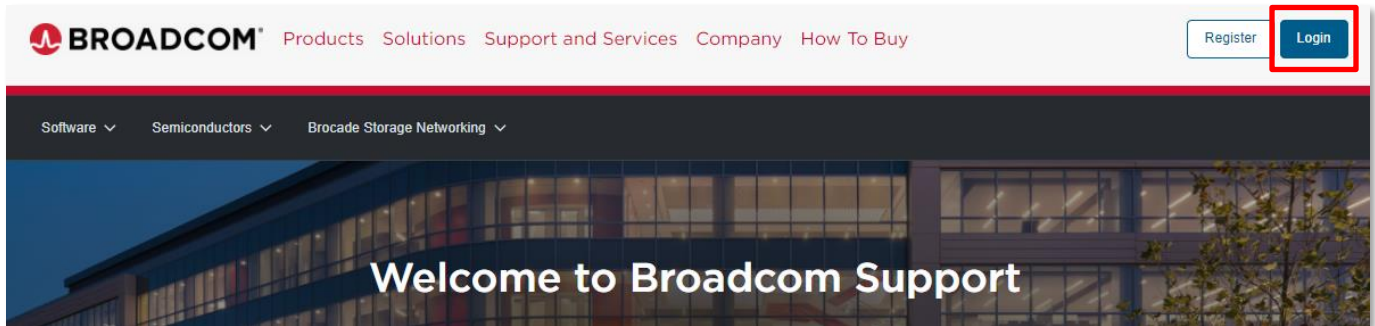 BROADCOM® Products Solutions Support and Services Company How To Buy Register Login
Software Semiconductors Brocade Storage Networking
Welcome to Broadcom Support